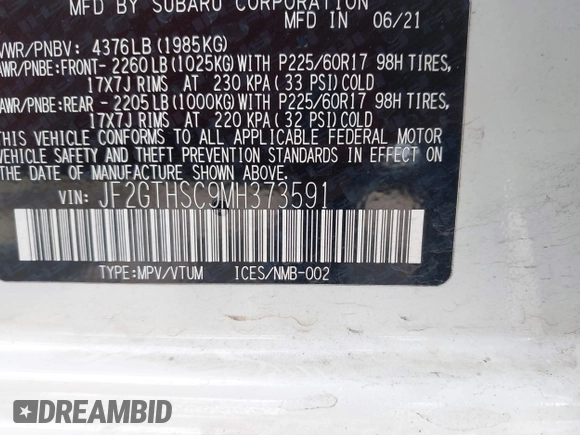 MFD BY SUBARU CORPORATION
MFD IN 06/21
VWR/PNBV: 4376LB (1985KG)
AWR/PNBE:FRONT- 2260LB (1025KG) WITH P225/60R17 98H TIRES,
17X7J RIMS AT 230 KPA ( 33 PSI) COLD
AWR/PNBE:REAR - 2205LB (1000KG) WITH P225/60R17 98H TIRES,
17X7J RIMS AT 220 KPA ( 32 PSI) COLD
THIS VEHICLE CONFORMS TO ALL APPLICABLE FEDERAL MOTOR
VEHICLE SAFETY AND THEFT PREVENTION STANDARDS IN EFFECT
ON THE DATE OF MANUFACTURE SHOWN ABOVE.
VIN: JF2GTHSC9MH373591
TYPE:MPV/VTUM ICES/NMB-002
DREAMBID